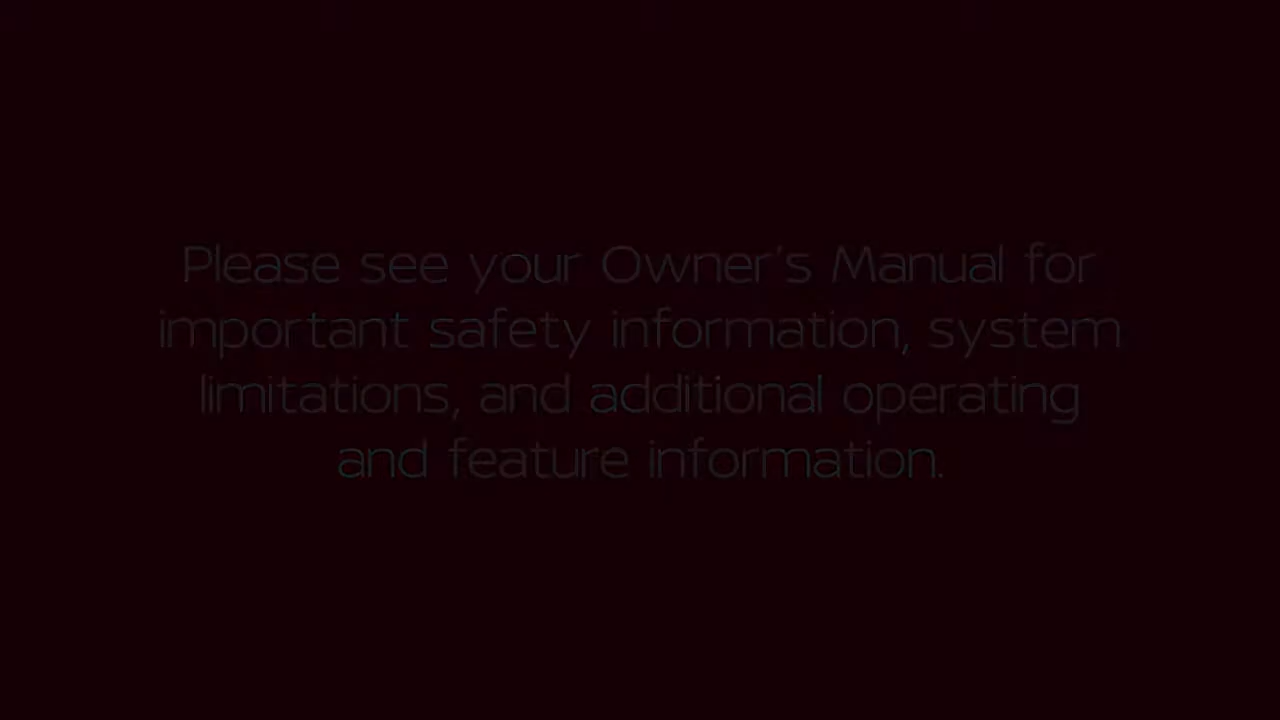 Please see your Owner's Manual for
important safety information, system
limitations, and additional operating
and feature information.